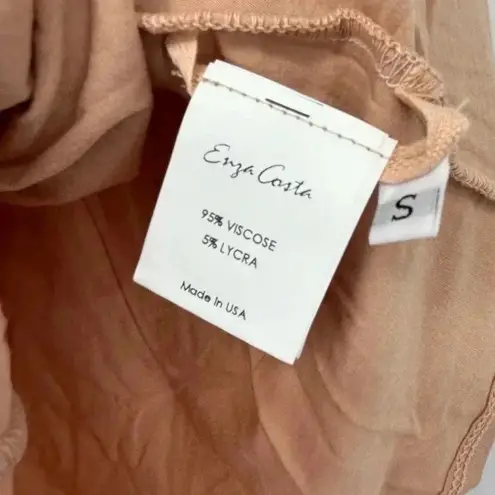 Enza Costa
95% VISCOSE
5% LYCRA
Made In USA
S